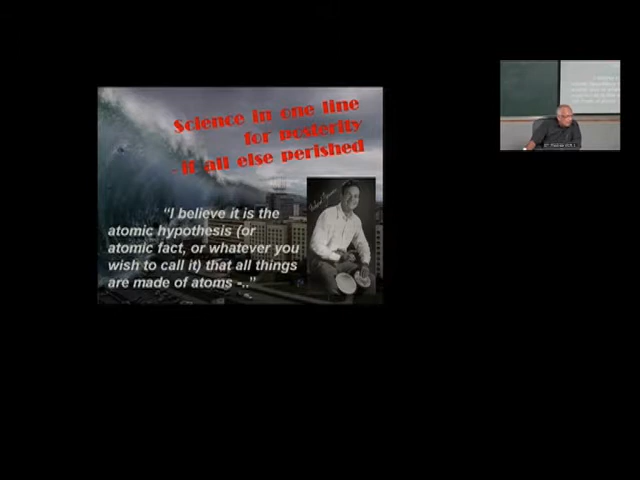 Science in one line
for posterity
- if all else perished
"I believe it is the
atomic hypothesis (or
atomic fact, or whatever you
wish to call it) that all things
are made of atoms -.."